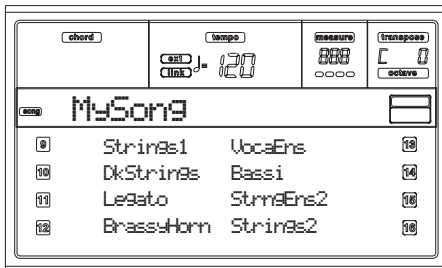 chord tempo measure transpose
ext link ♩= 120 888 C 0
octave
song MySong
9 Strings1 VocaEns 13
10 DkStrings Bassi 14
11 Legato StrngEns2 15
12 BrassyHorn Strings2 16